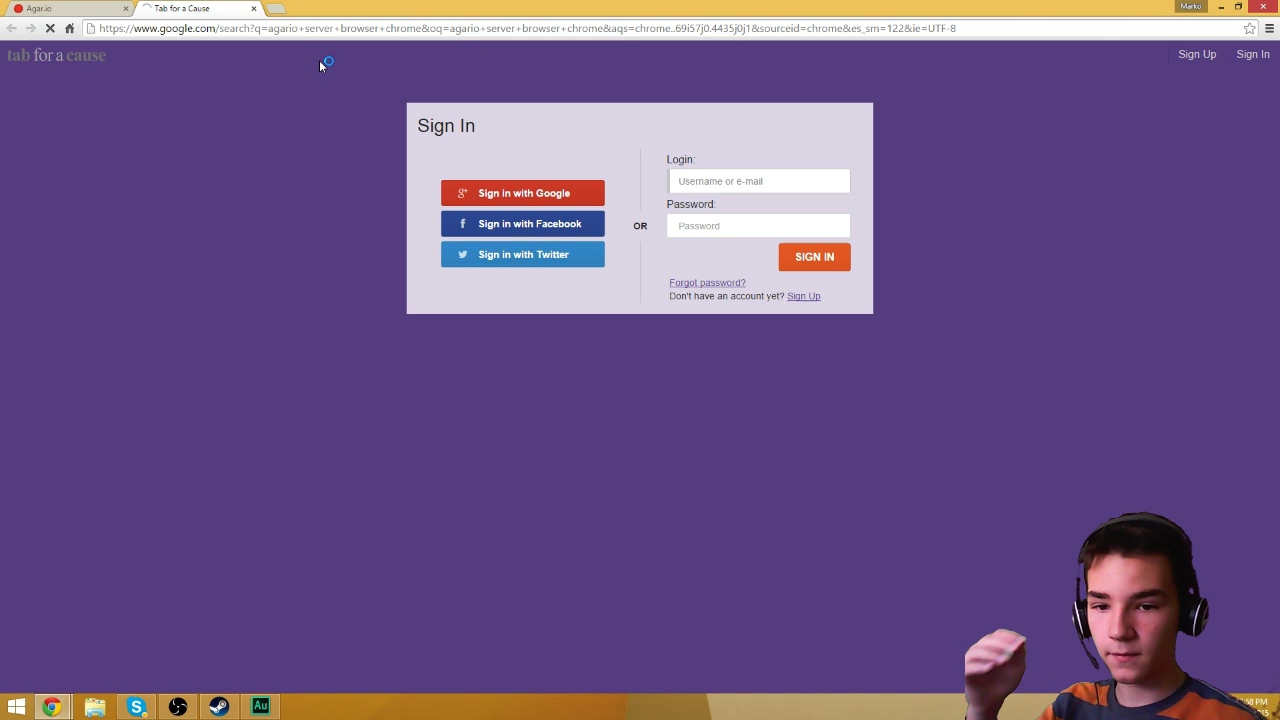 Agar.io
Tab for a Cause
Marko
https://www.google.com/search?q=agario+server+browser+chrome&oq=agario+server+browser+chrome&aqs=chrome..69i57j0.4435j0j1&sourceid=chrome&es_sm=122&ie=UTF-8
tab for a cause
Sign Up
Sign In
Sign In
Login:
Username or e-mail
Sign in with Google
Password:
Sign in with Facebook
OR
Password
Sign in with Twitter
SIGN IN
Forgot password?
Don't have an account yet? Sign Up
S
Au
:58 PM